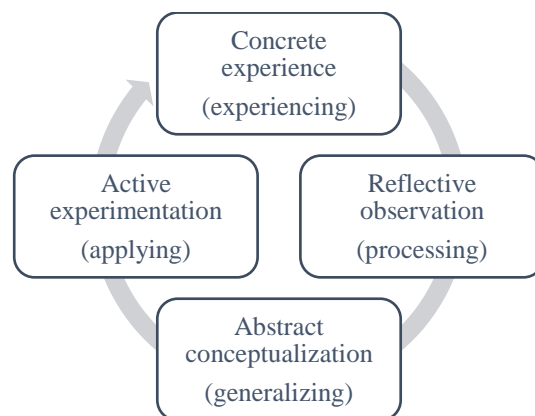 Concrete
experience
(experiencing)
Active
experimentation
(applying)
Reflective
observation
(processing)
Abstract
conceptualization
(generalizing)